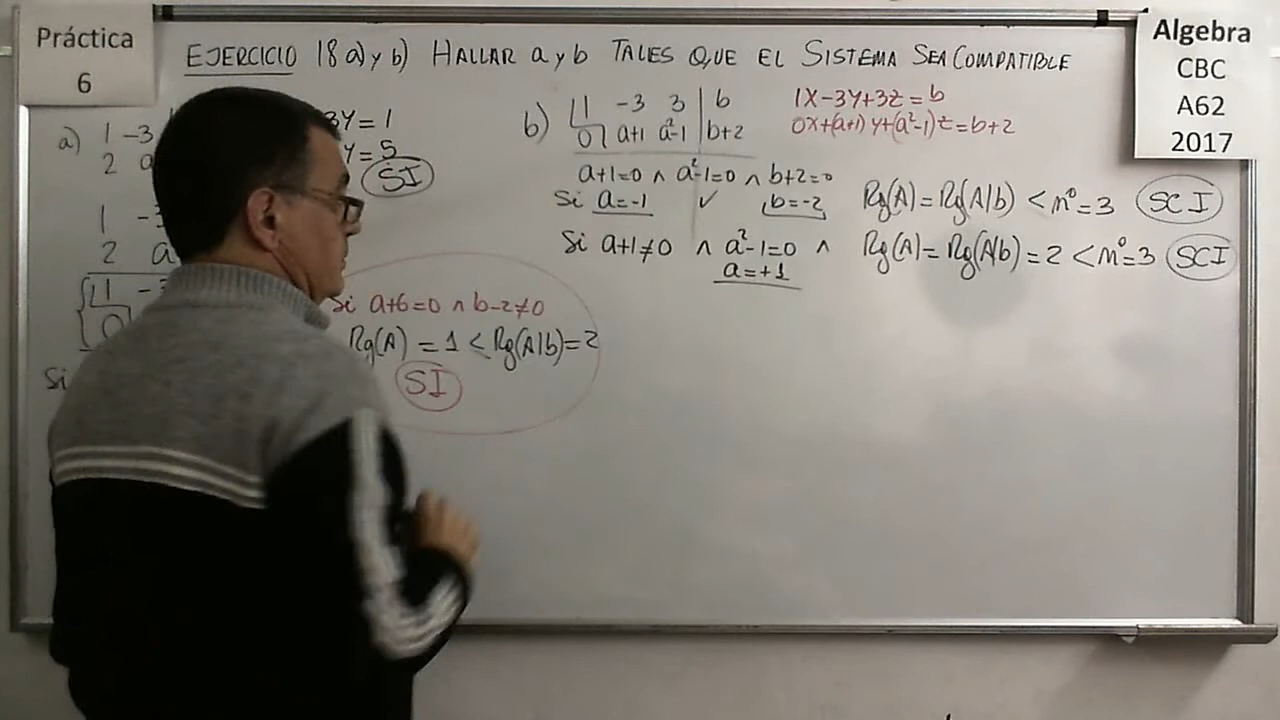 Práctica
6
EJERCICIO 18 a) y b) HALLAR a y b TALES QUE EL SISTEMA SEA COMPATIBLE
Algebra
CBC
A62
2017
a) 1 -3
2 a
3Y = 1
Y = 5
SI
1 -3
2 a
1 -3
0
Si
Si a+6=0 ∧ b-2≠0
Rg(A) = 1 < Rg(A|b) = 2
SI
b) 1 -3 3 | b
0 a+1 a²-1 | b+2
1X-3Y+3Z=b
0X+(a+1)Y+(a²-1)Z=b+2
a+1=0 ∧ a²-1=0 ∧ b+2=0
Si a=-1 ✓ b=-2 Rg(A)=Rg(A|b) < nº=3 SCI
Si a+1≠0 ∧ a²-1=0 ∧ Rg(A)=Rg(A|b)=2 < nº=3 SCI
a=+1